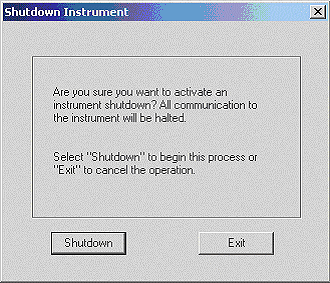 Shutdown Instrument
Are you sure you want to activate an
instrument shutdown? All communication to
the instrument will be halted.
Select "Shutdown" to begin this process or
"Exit" to cancel the operation.
Shutdown
Exit